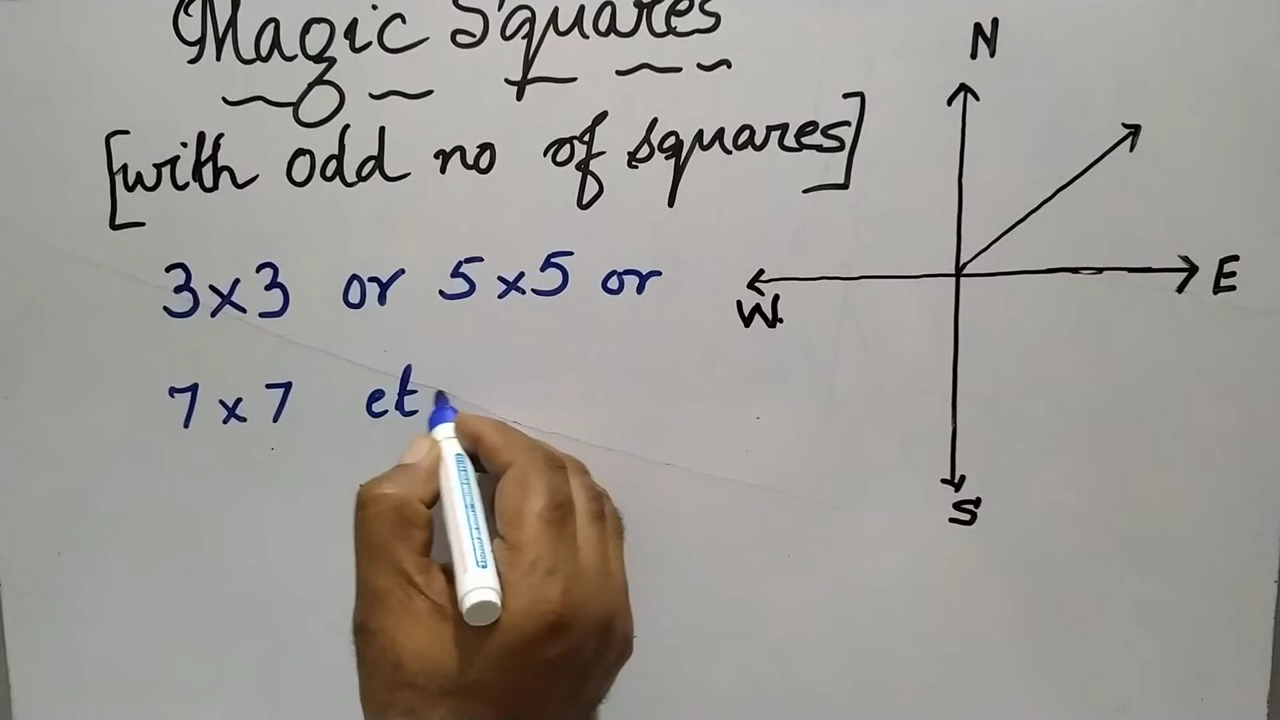 Magic Squares
[with odd no of squares]
3x3 or 5x5 or
7x7 et
N
W.
E
S